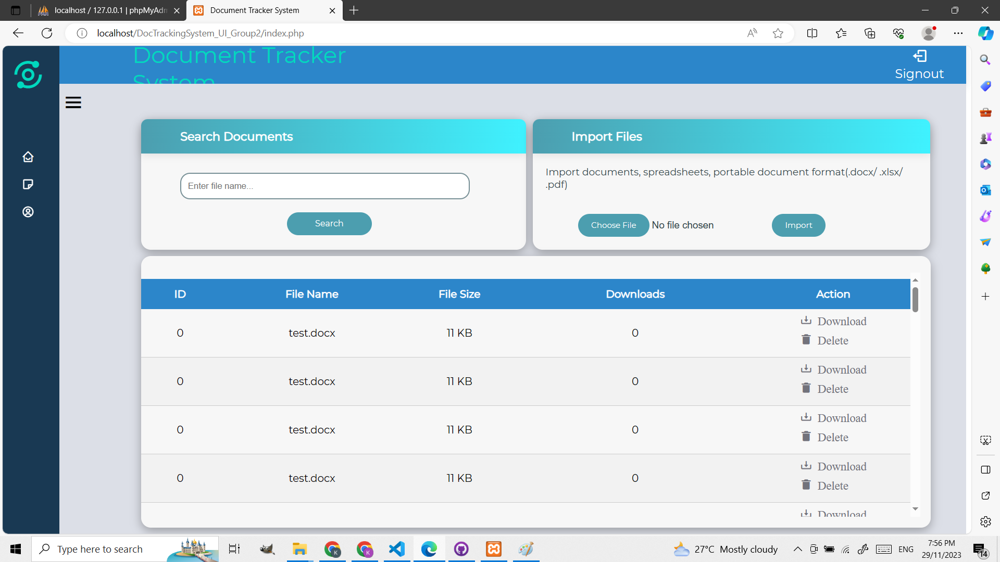 localhost / 127.0.0.1 | phpMyAdm
Document Tracker System
localhost/DocTrackingSystem_UI_Group2/index.php
Document Tracker
System
Signout
Search Documents
Import Files
Enter file name...
Import documents, spreadsheets, portable document format(.docx/ .xlsx/
.pdf)
Search
Choose File No file chosen
Import
ID File Name File Size Downloads Action
0 test.docx 11 KB 0
Download
Delete
0 test.docx 11 KB 0
Download
Delete
0 test.docx 11 KB 0
Download
Delete
0 test.docx 11 KB 0
Download
Delete
Download
Type here to search
27°C Mostly cloudy
ENG
7:56 PM
29/11/2023
14